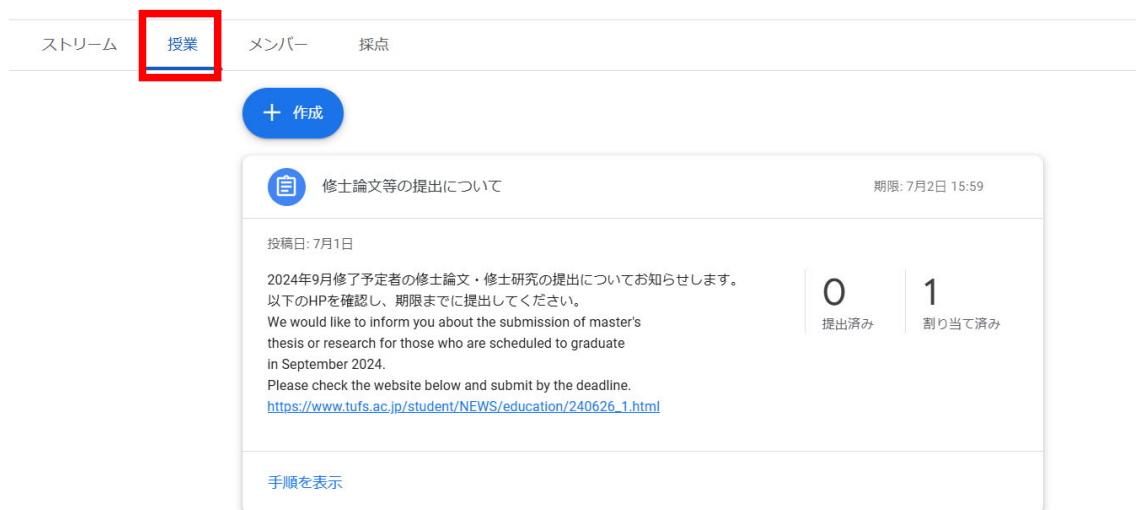 ストリーム 授業 メンバー 採点
+ 作成
修士論文等の提出について 期限: 7月2日 15:59
投稿日: 7月1日
2024年9月修了予定者の修士論文・修士研究の提出についてお知らせします。
以下のHPを確認し、期限までに提出してください。
We would like to inform you about the submission of master's
thesis or research for those who are scheduled to graduate
in September 2024.
Please check the website below and submit by the deadline.
https://www.tufs.ac.jp/student/NEWS/education/240626_1.html
0 1
提出済み 割り当て済み
手順を表示